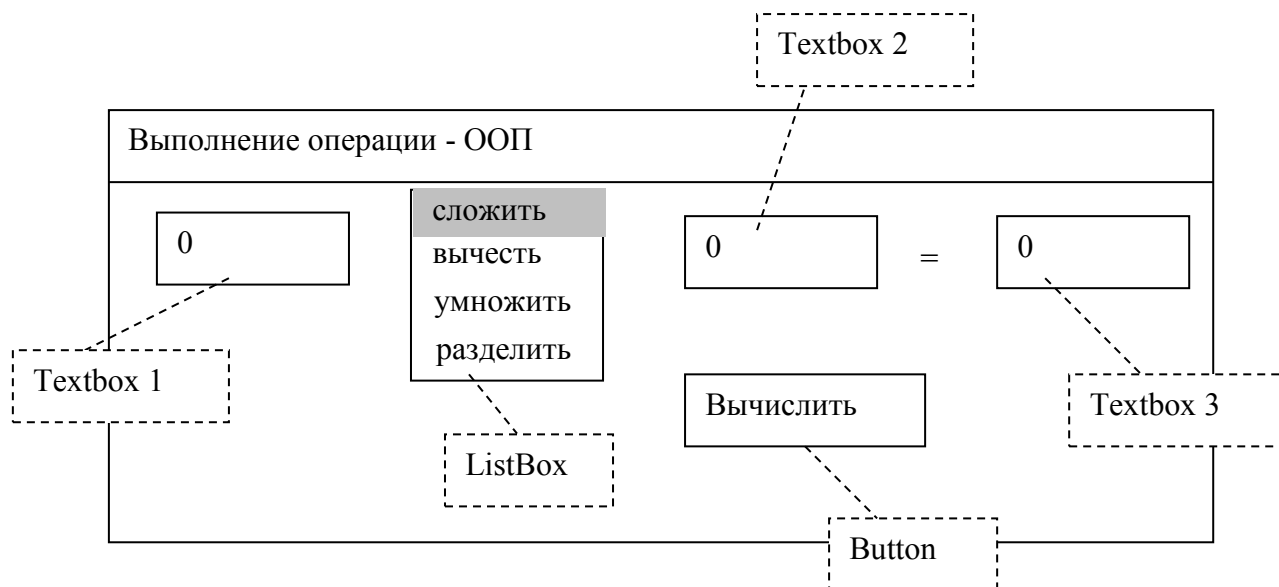 Textbox 2
Выполнение операции - ООП
0
сложить
вычесть
умножить
разделить
0
=
0
Textbox 1
Вычислить
Textbox 3
ListBox
Button